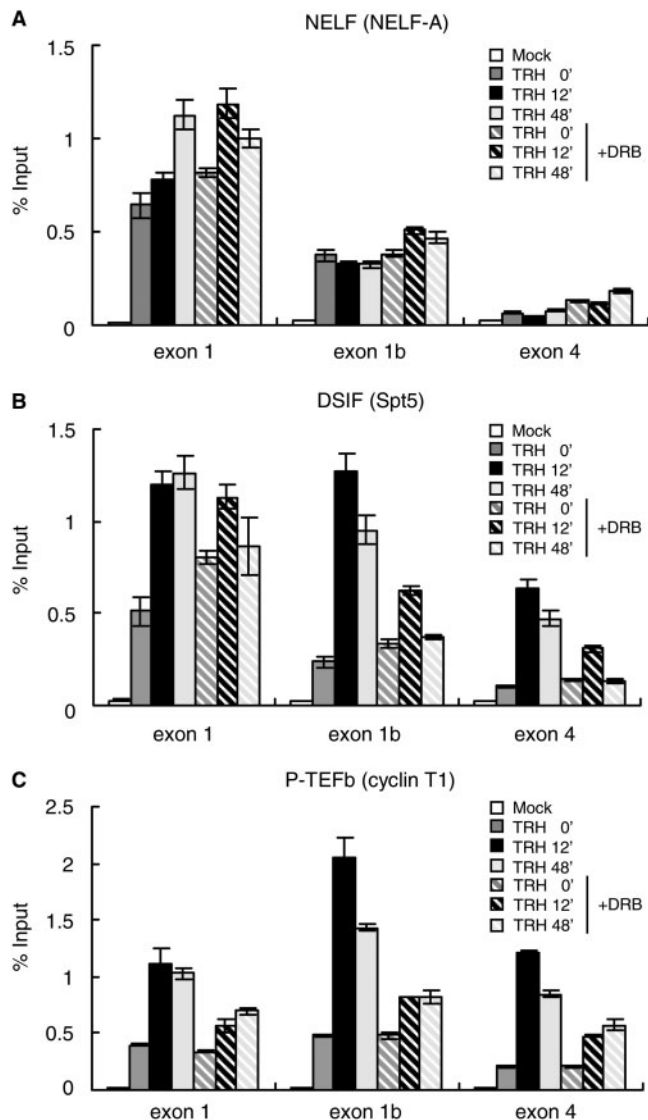 A
NELF (NELF-A)
% Input
1.5
1
0.5
0
Mock
TRH 0'
TRH 12'
TRH 48'
TRH 0'
TRH 12'
TRH 48'
+DRB
exon 1 exon 1b exon 4
B
DSIF (Spt5)
% Input
1.5
1
0.5
0
Mock
TRH 0'
TRH 12'
TRH 48'
TRH 0'
TRH 12'
TRH 48'
+DRB
exon 1 exon 1b exon 4
C
P-TEFb (cyclin T1)
% Input
2.5
2
1.5
1
0.5
0
Mock
TRH 0'
TRH 12'
TRH 48'
TRH 0'
TRH 12'
TRH 48'
+DRB
exon 1 exon 1b exon 4